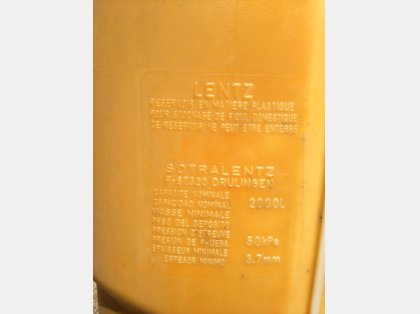 LENTZ
RESERVOIR EN MATIERE PLASTIQUE
POUR STOCKAGE DE FIOUL DOMESTIQUE
CE RESERVOIR NE PEUT ÊTRE ENTERRE
SOTRALENTZ
F-67320 DRULINGEN
CAPACITE NOMINALE
CAPACIDAD NOMINAL 2000L
MASSE MINIMALE
PESO DEL DEPOSITO
PRESSION D'EPREUVE
PRESION DE PRUEBA 30kPa
EPAISSEUR MINIMALE
ESPESOR MINIMO 3.7mm